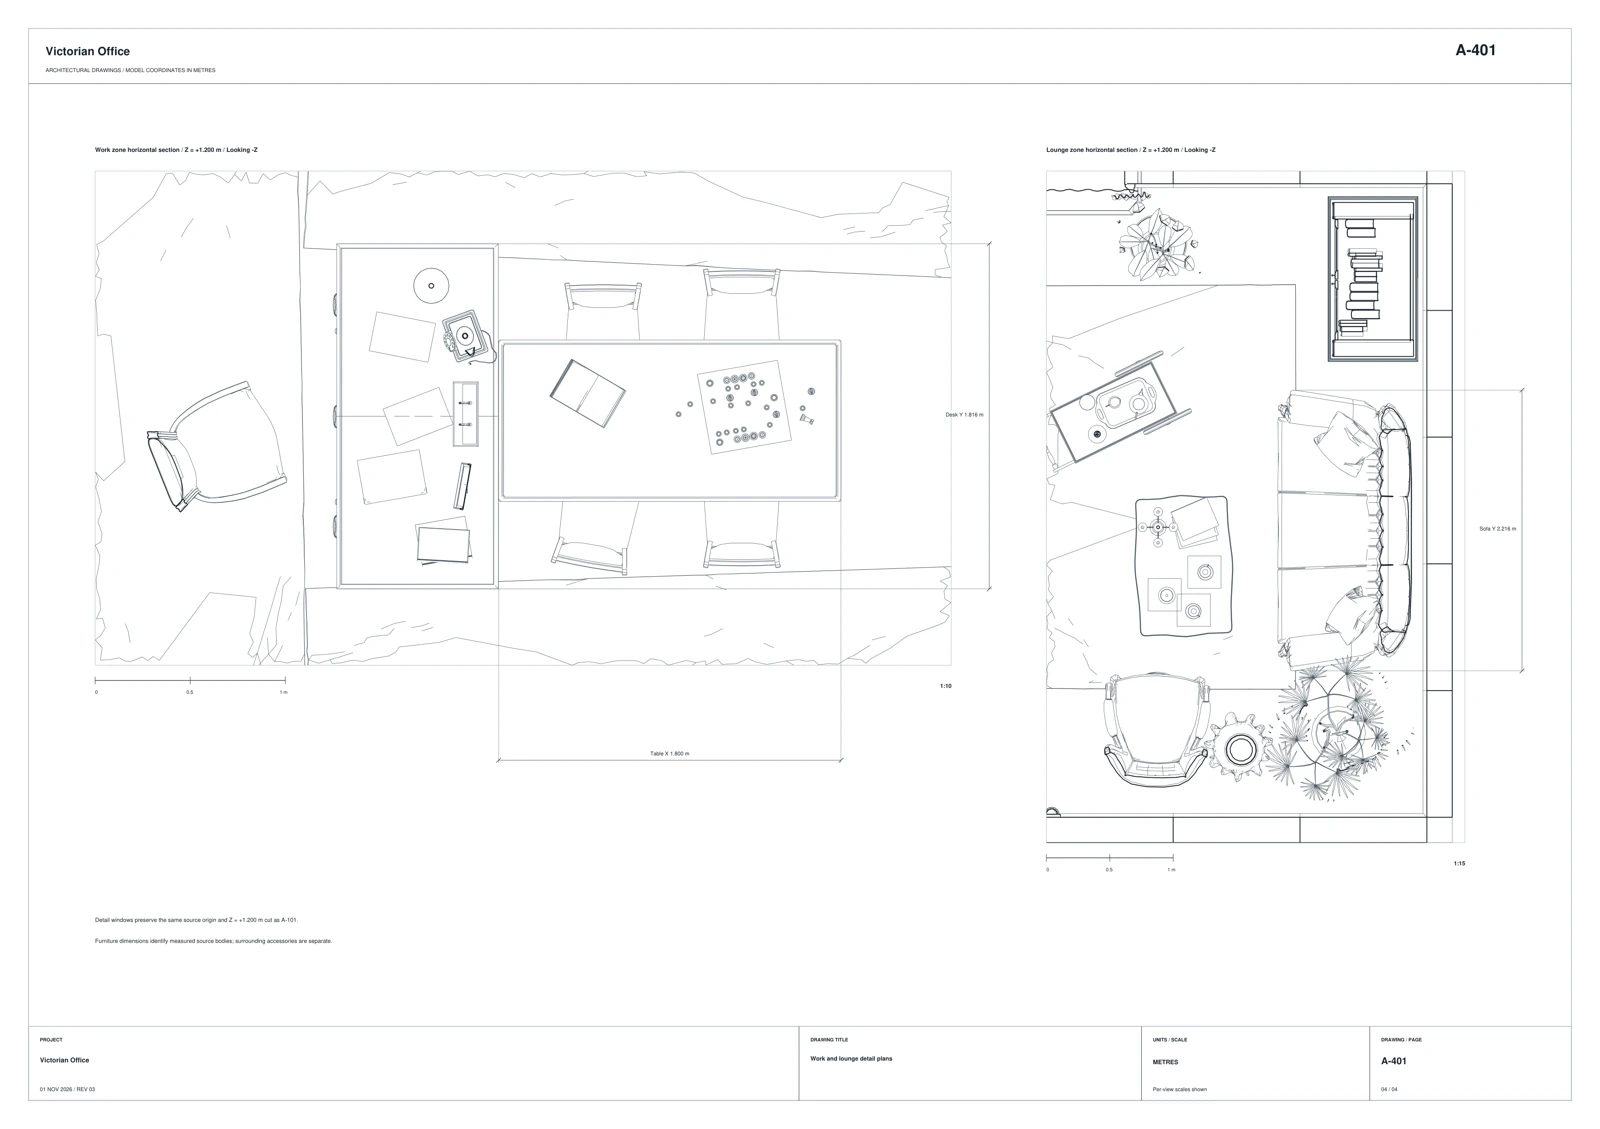 Victorian Office
A-401
ARCHITECTURAL DRAWINGS / MODEL COORDINATES IN METRES
Work zone horizontal section / Z = +1.200 m / Looking -Z
Lounge zone horizontal section / Z = +1.200 m / Looking -Z
Desk Y 1.816 m
Sofa Y 2.216 m
0
0.5
1 m
1:10
Table X 1.800 m
0
0.5
1 m
1:15
Detail windows preserve the same source origin and Z = +1.200 m cut as A-101.
Furniture dimensions identify measured source bodies; surrounding accessories are separate.
PROJECT
Victorian Office
01 NOV 2026 / REV 03
DRAWING TITLE
Work and lounge detail plans
UNITS / SCALE
METRES
Per-view scales shown
DRAWING / PAGE
A-401
04 / 04